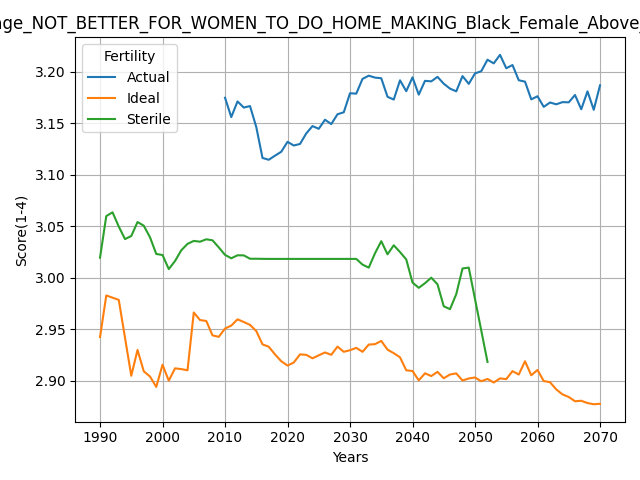 age_NOT_BETTER_FOR_WOMEN_TO_DO_HOME_MAKING_Black_Female_Above_
Fertility
Actual
Ideal
Sterile
3.20
3.15
3.10
3.05
3.00
2.95
2.90
Score(1-4)
1990 2000 2010 2020 2030 2040 2050 2060 2070
Years